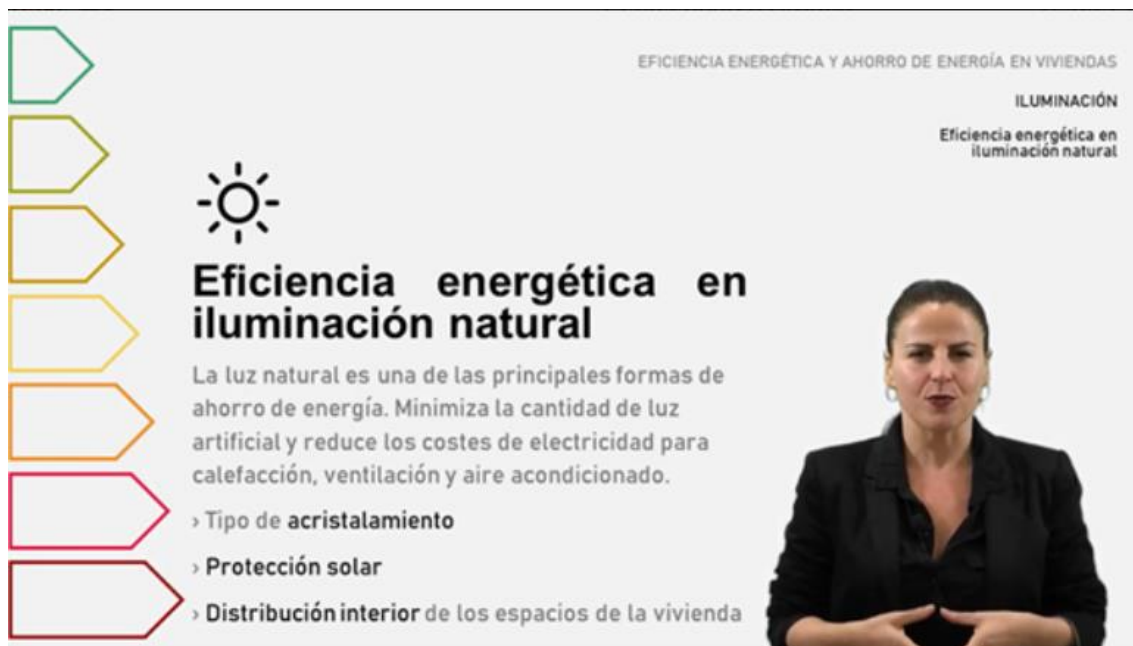 EFICIENCIA ENERGÉTICA Y AHORRO DE ENERGÍA EN VIVIENDAS
ILUMINACIÓN
Eficiencia energética en
iluminación natural
Eficiencia energética en
iluminación natural
La luz natural es una de las principales formas de
ahorro de energía. Minimiza la cantidad de luz
artificial y reduce los costes de electricidad para
calefacción, ventilación y aire acondicionado.
› Tipo de acristalamiento
› Protección solar
› Distribución interior de los espacios de la vivienda